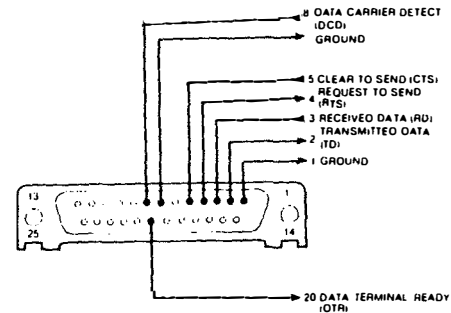 8 DATA CARRIER DETECT
(DCD)
GROUND
5 CLEAR TO SEND (CTS)
4 REQUEST TO SEND
(RTS)
3 RECEIVED DATA (RD)
2 TRANSMITTED DATA
(TD)
1 GROUND
13
1
25
14
20 DATA TERMINAL READY
(DTR)